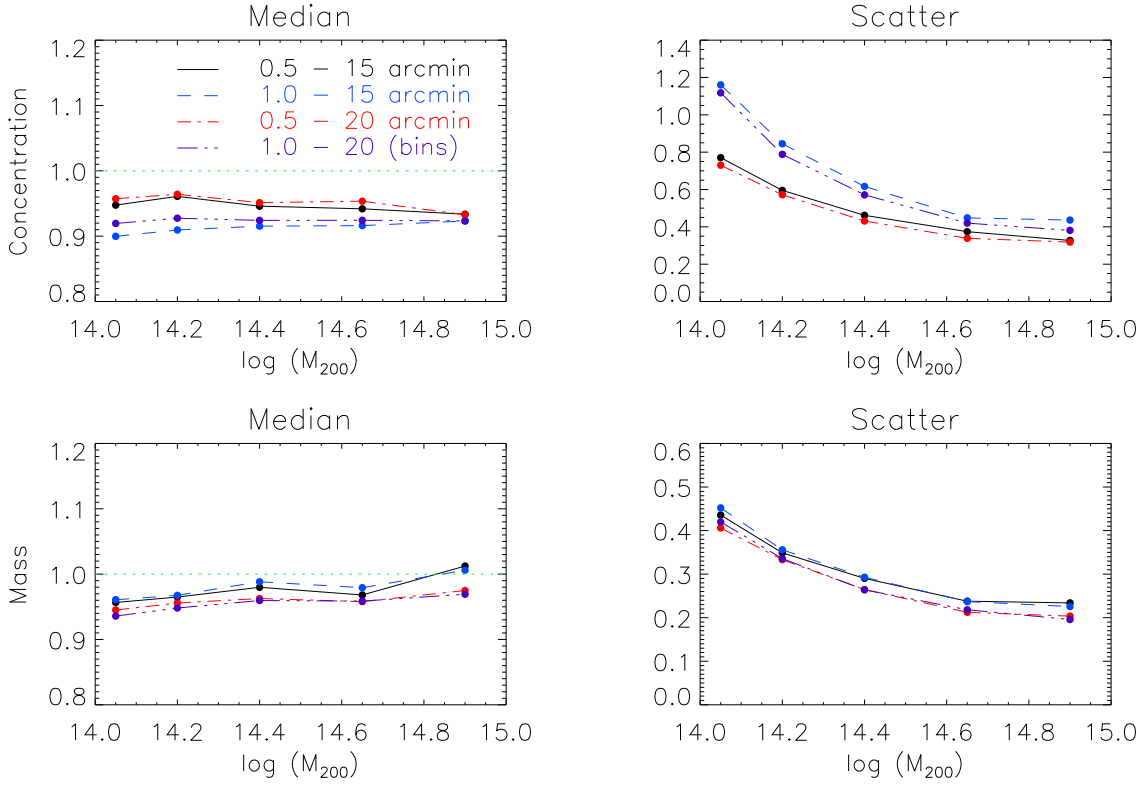 Median
Concentration
1.2
1.1
1.0
0.9
0.8
0.5 – 15 arcmin
1.0 – 15 arcmin
0.5 – 20 arcmin
1.0 – 20 (bins)
14.0 14.2 14.4 14.6 14.8 15.0
log (M200)
Scatter
1.4
1.2
1.0
0.8
0.6
0.4
0.2
0.0
14.0 14.2 14.4 14.6 14.8 15.0
log (M200)
Median
Mass
1.2
1.1
1.0
0.9
0.8
14.0 14.2 14.4 14.6 14.8 15.0
log (M200)
Scatter
0.6
0.5
0.4
0.3
0.2
0.1
0.0
14.0 14.2 14.4 14.6 14.8 15.0
log (M200)